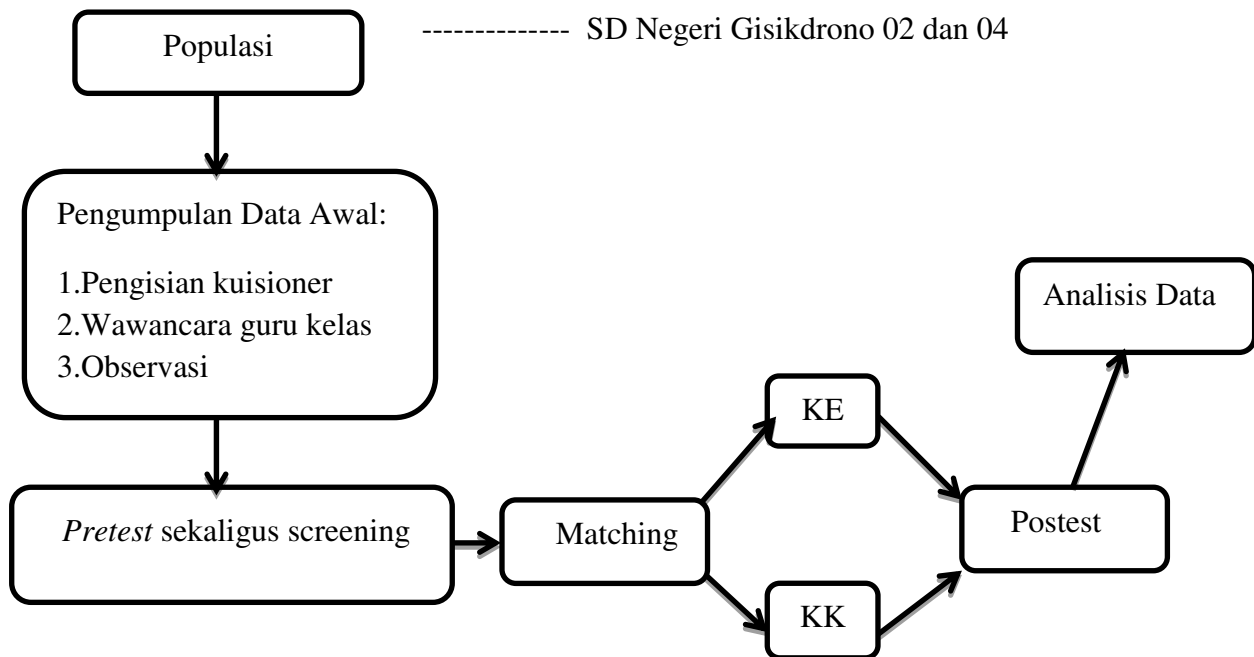 Populasi
-------------- SD Negeri Gisikdrono 02 dan 04
Pengumpulan Data Awal:
1.Pengisian kuisioner
2.Wawancara guru kelas
3.Observasi
Pretest sekaligus screening
Matching
KE
KK
Postest
Analisis Data